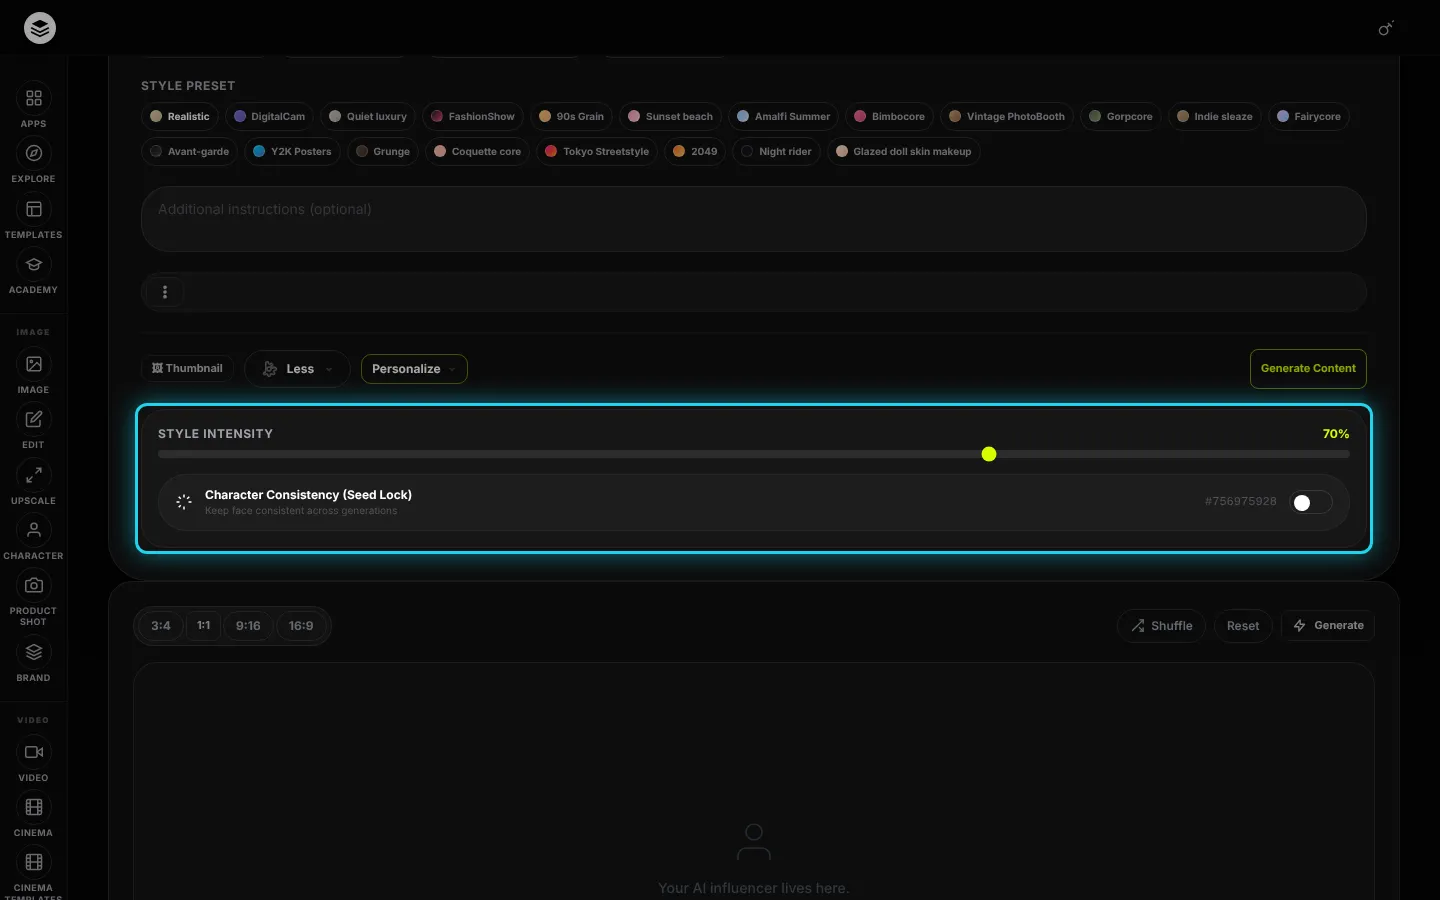 STYLE PRESET
Realistic DigitalCam Quiet luxury FashionShow 90s Grain Sunset beach Amalfi Summer Bimbocore Vintage PhotoBooth Gorpcore Indie sleaze Fairycore
Avant-garde Y2K Posters Grunge Coquette core Tokyo Streetstyle 2049 Night rider Glazed doll skin makeup
Additional instructions (optional)
Thumbnail Less Personalize Generate Content
STYLE INTENSITY 70%
Character Consistency (Seed Lock)
Keep face consistent across generations
#756975928
3:4 1:1 9:16 16:9 Shuffle Reset Generate
Your AI influencer lives here.
APPS
EXPLORE
TEMPLATES
ACADEMY
IMAGE
IMAGE
EDIT
UPSCALE
CHARACTER
PRODUCT
SHOT
BRAND
VIDEO
VIDEO
CINEMA
CINEMA
TEMPLATES